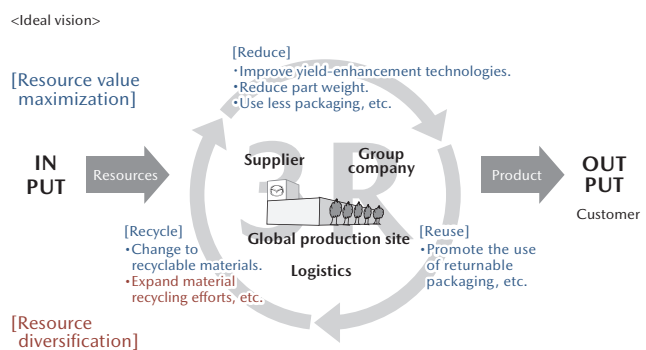 <Ideal vision>
[Resource value
maximization]
[Reduce]
・Improve yield-enhancement technologies.
・Reduce part weight.
・Use less packaging, etc.
3R
IN
PUT
Resources
Supplier
Group
company
Global production site
Logistics
Product
OUT
PUT
Customer
[Recycle]
・Change to
recyclable materials.
・Expand material
recycling efforts, etc.
[Reuse]
・Promote the use
of returnable
packaging, etc.
[Resource
diversification]